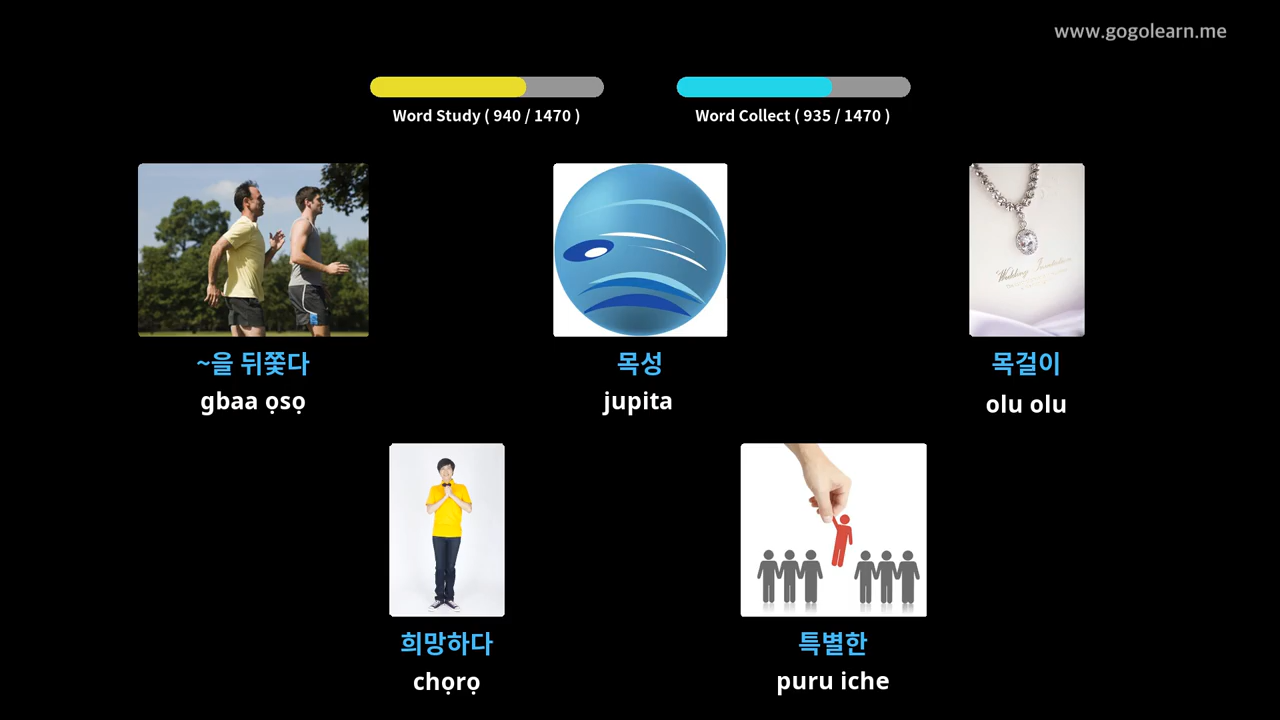 www.gogolearn.me
Word Study ( 940 / 1470 )
Word Collect ( 935 / 1470 )
~을 뒤쫓다
gbaa ọsọ
목성
jupita
목걸이
olu olu
희망하다
chọrọ
특별한
puru iche